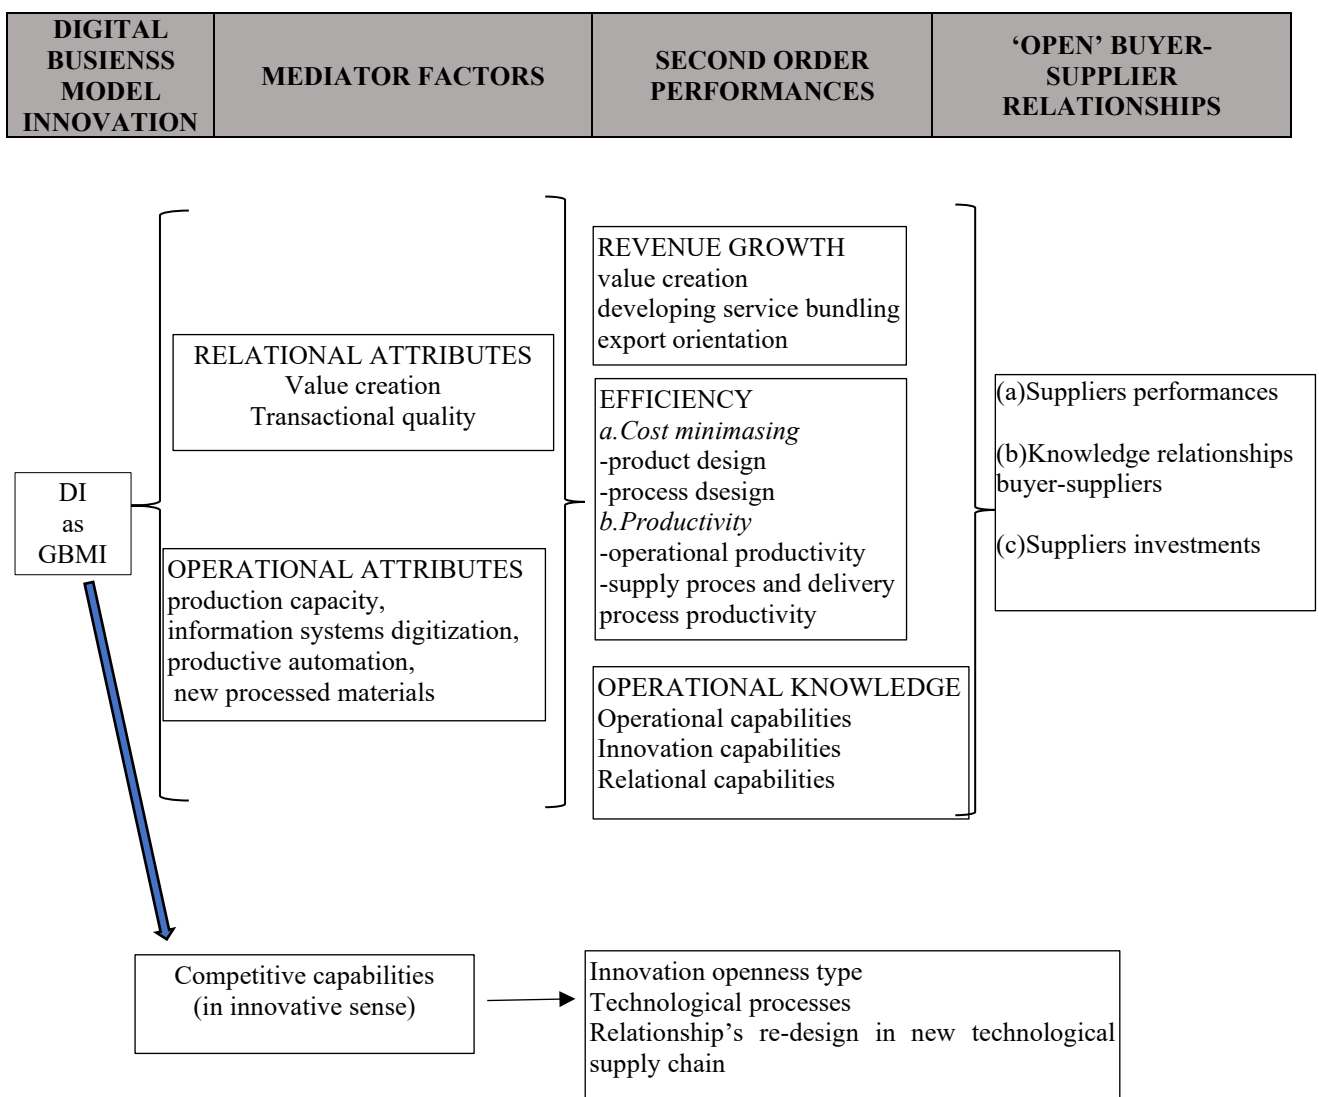 DIGITAL
BUSIENSS
MODEL
INNOVATION
MEDIATOR FACTORS
SECOND ORDER
PERFORMANCES
‘OPEN’ BUYER-
SUPPLIER
RELATIONSHIPS
DI
as
GBMI
RELATIONAL ATTRIBUTES
Value creation
Transactional quality
OPERATIONAL ATTRIBUTES
production capacity,
information systems digitization,
productive automation,
new processed materials
REVENUE GROWTH
value creation
developing service bundling
export orientation
EFFICIENCY
a.Cost minimasing
-product design
-process dsesign
b.Productivity
-operational productivity
-supply proces and delivery
process productivity
OPERATIONAL KNOWLEDGE
Operational capabilities
Innovation capabilities
Relational capabilities
(a)Suppliers performances
(b)Knowledge relationships
buyer-suppliers
(c)Suppliers investments
Competitive capabilities
(in innovative sense)
Innovation openness type
Technological processes
Relationship’s re-design in new technological
supply chain